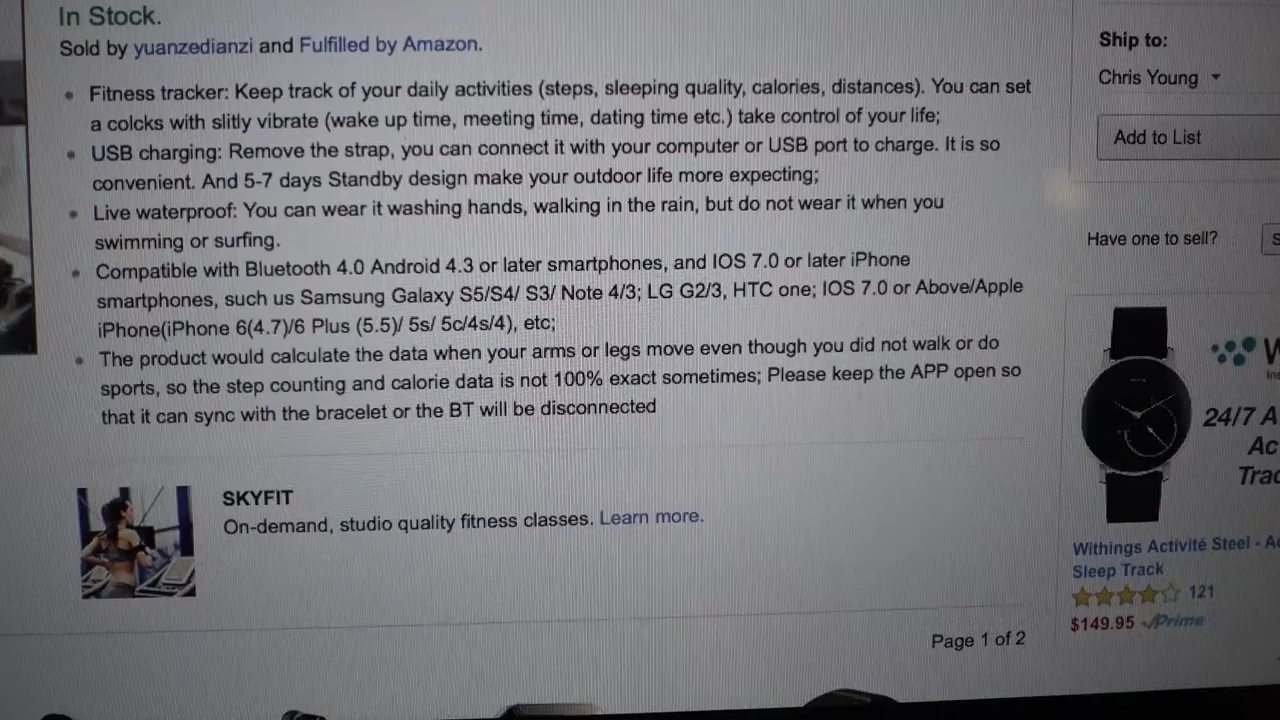 In Stock.
Sold by yuanzedianzi and Fulfilled by Amazon.
Fitness tracker: Keep track of your daily activities (steps, sleeping quality, calories, distances). You can set
a colcks with slitly vibrate (wake up time, meeting time, dating time etc.) take control of your life;
USB charging: Remove the strap, you can connect it with your computer or USB port to charge. It is so
convenient. And 5-7 days Standby design make your outdoor life more expecting;
Live waterproof: You can wear it washing hands, walking in the rain, but do not wear it when you
swimming or surfing.
Compatible with Bluetooth 4.0 Android 4.3 or later smartphones, and IOS 7.0 or later iPhone
smartphones, such us Samsung Galaxy S5/S4/ S3/ Note 4/3; LG G2/3, HTC one; IOS 7.0 or Above/Apple
iPhone(iPhone 6(4.7)/6 Plus (5.5)/ 5s/ 5c/4s/4), etc;
The product would calculate the data when your arms or legs move even though you did not walk or do
sports, so the step counting and calorie data is not 100% exact sometimes; Please keep the APP open so
that it can sync with the bracelet or the BT will be disconnected
SKYFIT
On-demand, studio quality fitness classes. Learn more.
Page 1 of 2
Ship to:
Chris Young
Add to List
Have one to sell?
24/7 A
Ac
Trac
Withings Activité Steel - Ac
Sleep Track
121
$149.95 Prime